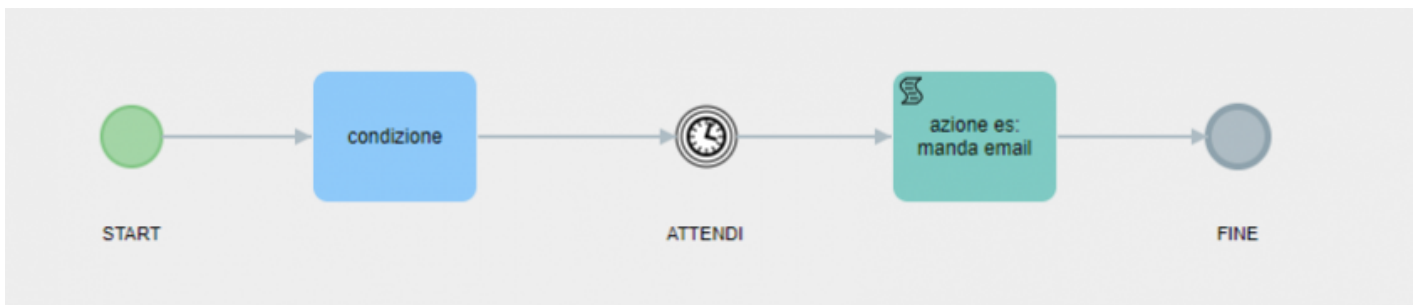 condizione
azione es:
manda email
START
ATTENDI
FINE